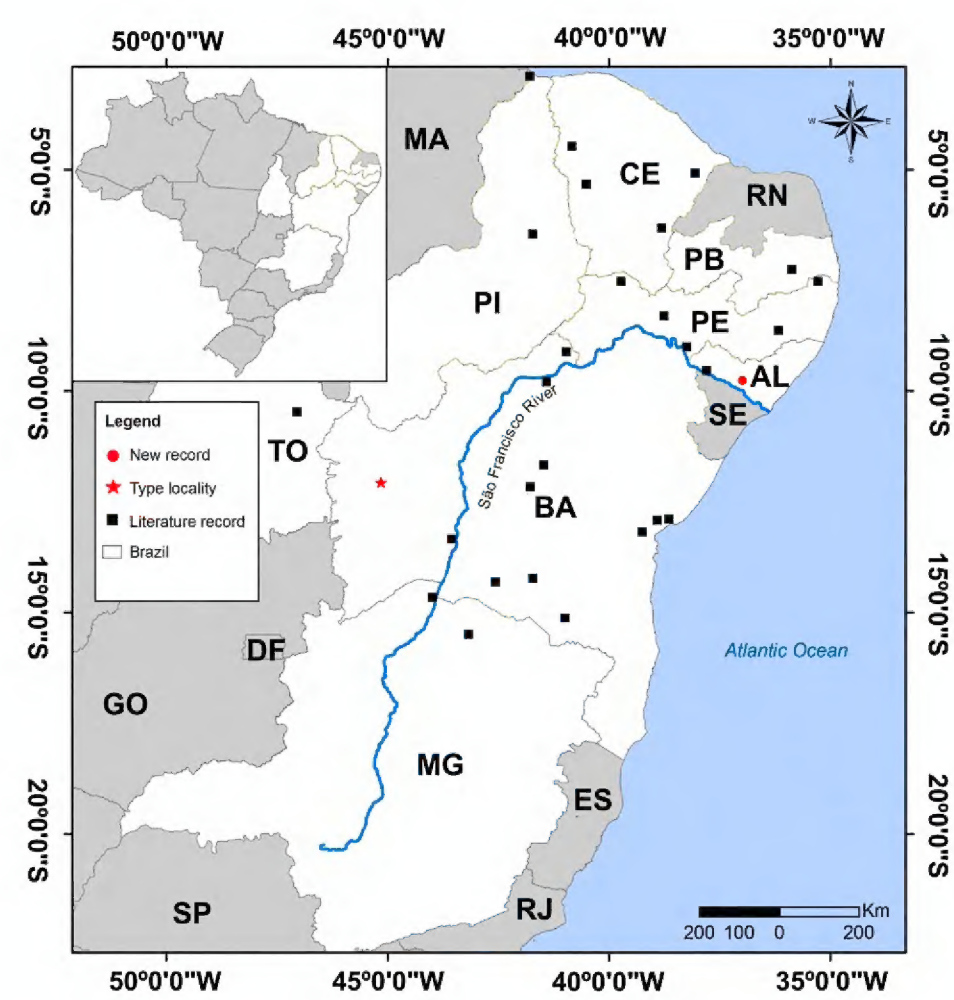 50º0'0"W 45º0'0"W 40º0'0"W 35º0'0"W
5º0'0"S
10º0'0"S
15º0'0"S
20º0'0"S
MA
CE
RN
PB
PI
PE
AL
SE
TO
BA
DF
GO
MG
ES
SP
RJ
N
W E
S
São Francisco River
Legend
New record
Type locality
Literature record
Brazil
Atlantic Ocean
Km
200 100 0 200
5º0'0"S
10º0'0"S
15º0'0"S
20º0'0"S
50º0'0"W 45º0'0"W 40º0'0"W 35º0'0"W